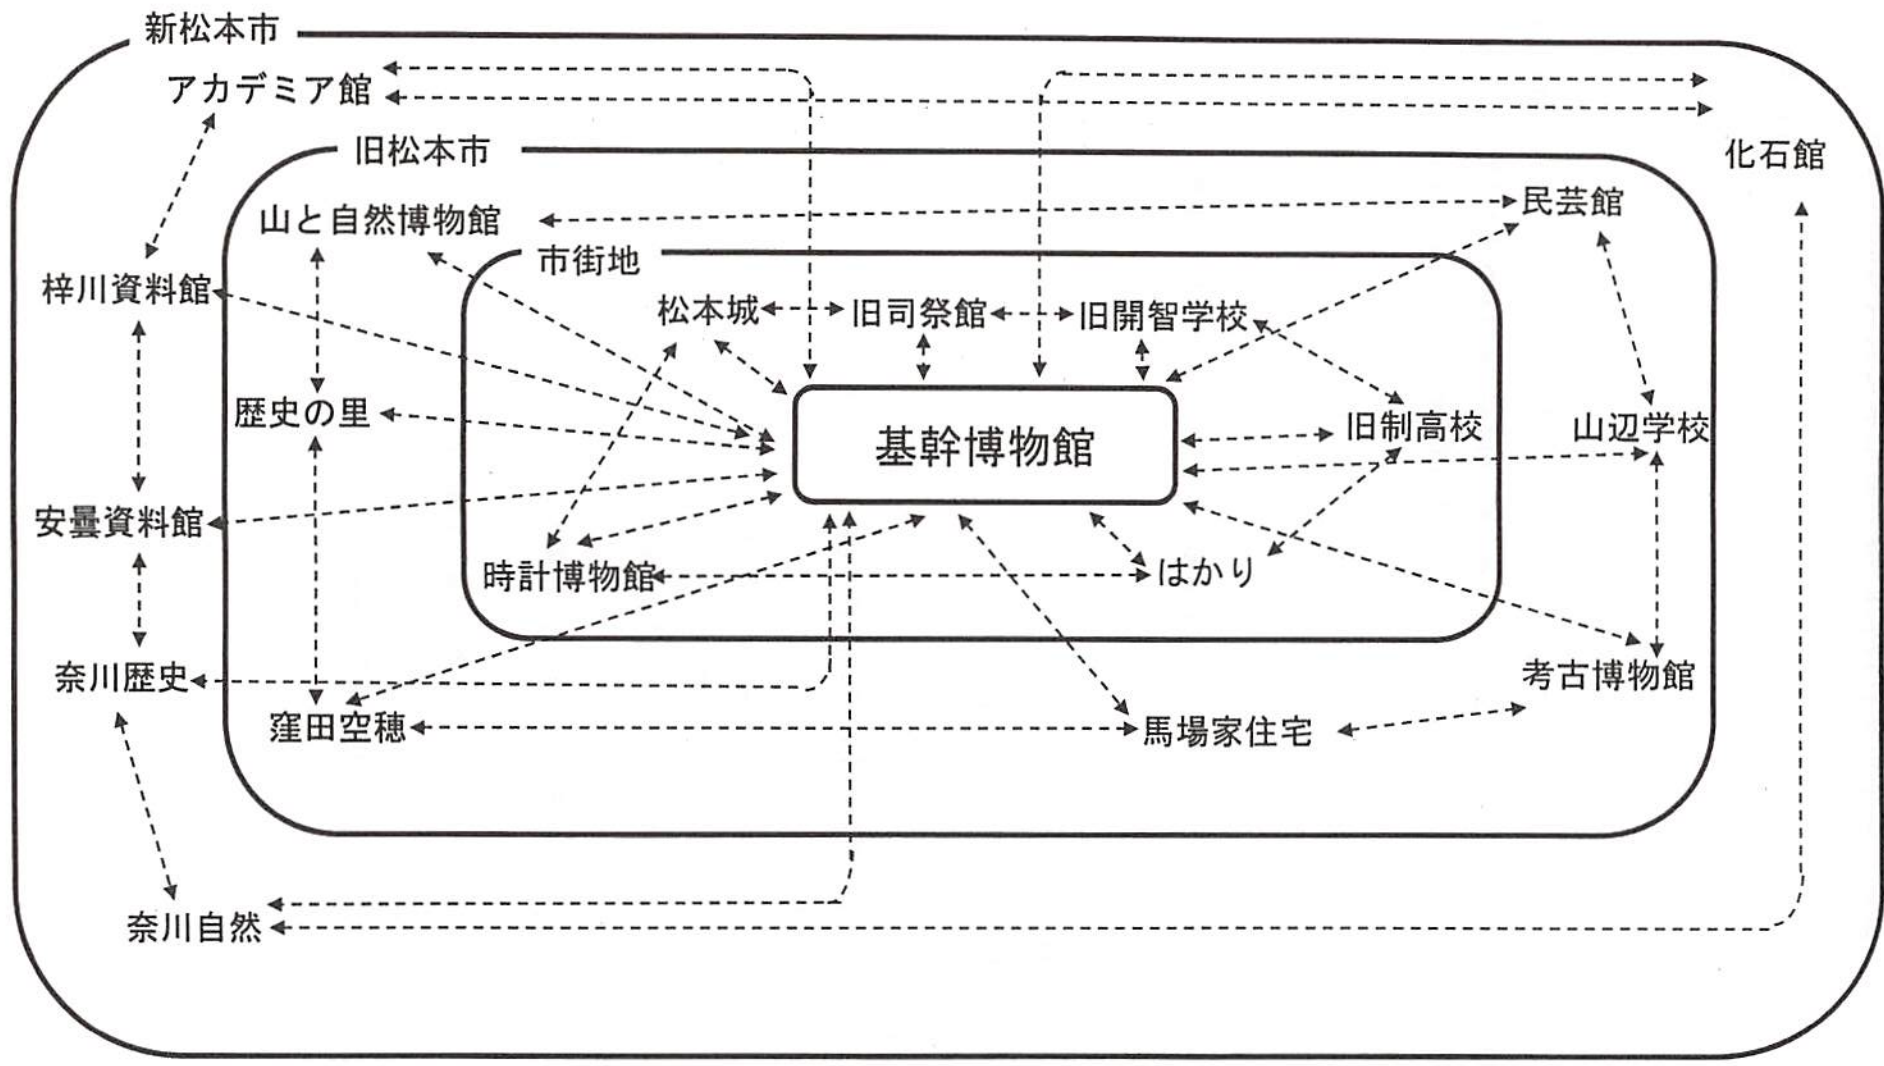 新松本市
アカデミア館
旧松本市
化石館
民芸館
山と自然博物館
市街地
梓川資料館
松本城
旧司祭館
旧開智学校
歴史の里
基幹博物館
旧制高校
山辺学校
安曇資料館
時計博物館
はかり
奈川歴史
考古博物館
窪田空穂
馬場家住宅
奈川自然